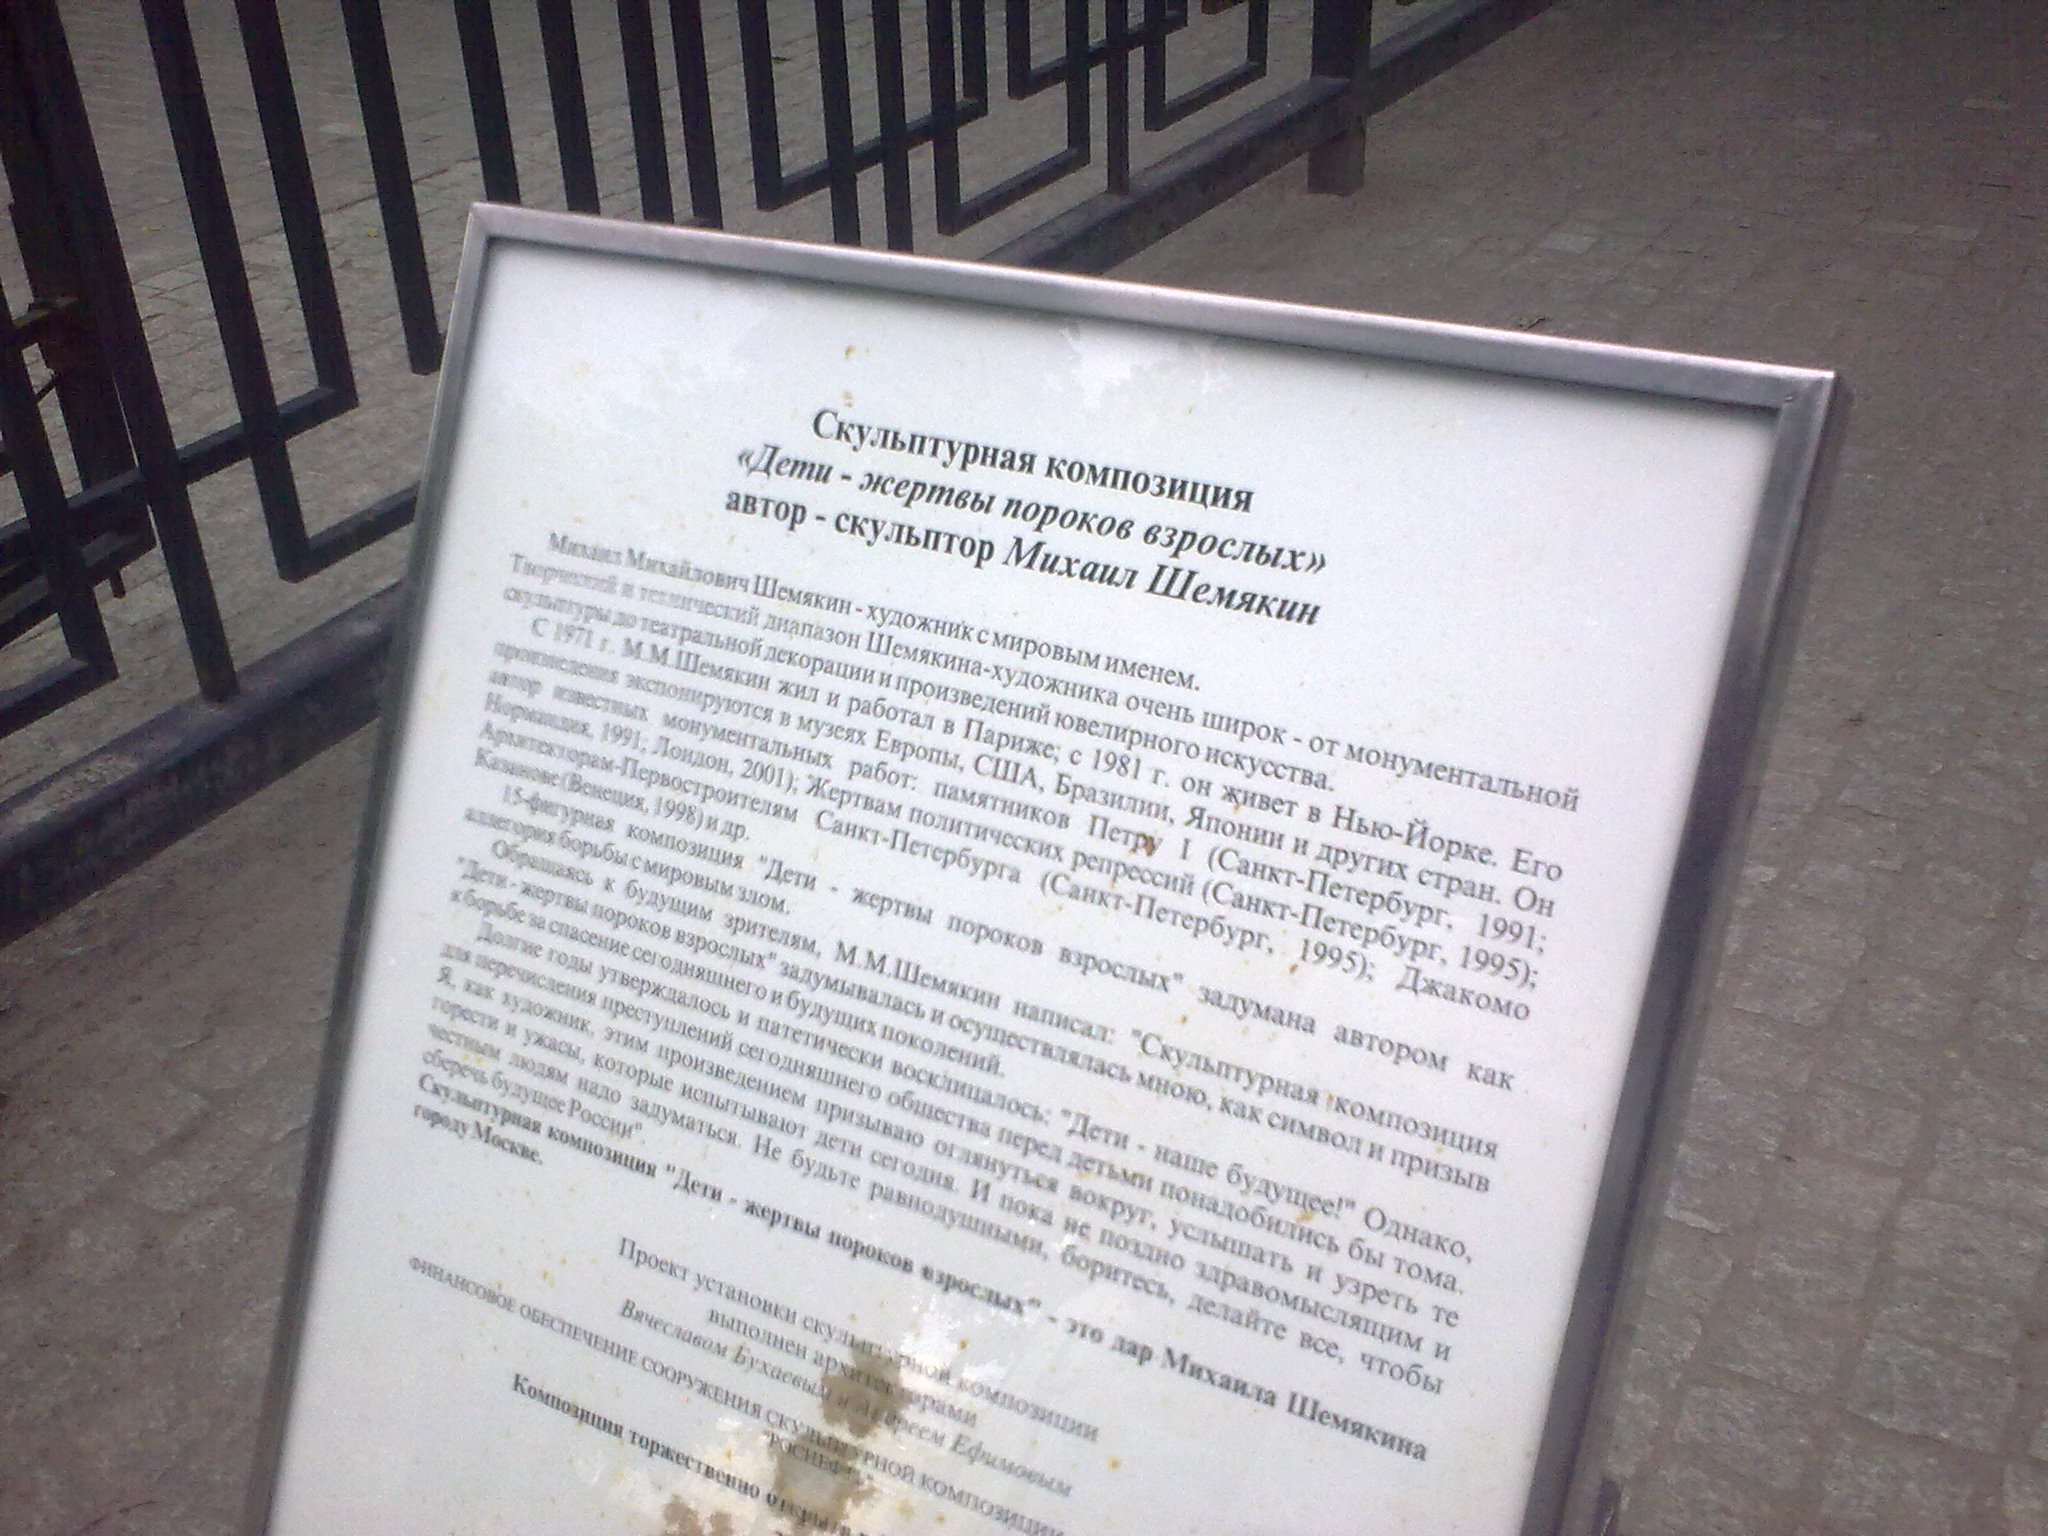 Скульптурная композиция
«Дети - жертвы пороков взрослых»
автор - скульптор Михаил Шемякин
Михаил Михайлович Шемякин - художник с мировым именем.
Творческий и технический диапазон Шемякина-художника очень широк - от монументальной
скульптуры до театральной декорации и произведений ювелирного искусства.
С 1971 г. М.М.Шемякин жил и работал в Париже; с 1981 г. он живет в Нью-Йорке. Его
произведения экспонируются в музеях Европы, США, Бразилии, Японии и других стран. Он
автор известных монументальных работ: памятников Петру I (Санкт-Петербург, 1991;
Нормандия, 1991; Лондон, 2001); Жертвам политических репрессий (Санкт-Петербург, 1995);
Архитекторам-Первостроителям Санкт-Петербурга (Санкт-Петербург, 1995); Джакомо
Казанове (Венеция, 1998) и др.
15-фигурная композиция "Дети - жертвы пороков взрослых" задумана автором как
аллегория борьбы с мировым злом.
Обращаясь к будущим зрителям, М.М.Шемякин написал: "Скульптурная композиция
"Дети - жертвы пороков взрослых" задумывалась и осуществлялась мною, как символ и призыв
к борьбе за спасение сегодняшнего и будущих поколений.
Долгие годы утверждалось и патетически восклицалось: "Дети - наше будущее!" Однако,
для перечисления преступлений сегодняшнего общества перед детьми понадобились бы тома.
Я, как художник, этим произведением призываю оглянуться вокруг, услышать и узреть те
горести и ужасы, которые испытывают дети сегодня. И пока не поздно здравомыслящим и
честным людям надо задуматься. Не будьте равнодушными, боритесь, делайте все, чтобы
сберечь будущее России".
Скульптурная композиция "Дети - жертвы пороков взрослых" - это дар Михаила Шемякина
городу Москве.
Проект установки скульптурной композиции
выполнен архитекторами
Вячеславом Бухаевым и Андреем Ефимовым
ФИНАНСОВОЕ ОБЕСПЕЧЕНИЕ СООРУЖЕНИЯ СКУЛЬПТУРНОЙ КОМПОЗИЦИИ
"РОСНЕФТЬ"
Композиция торжественно открыта